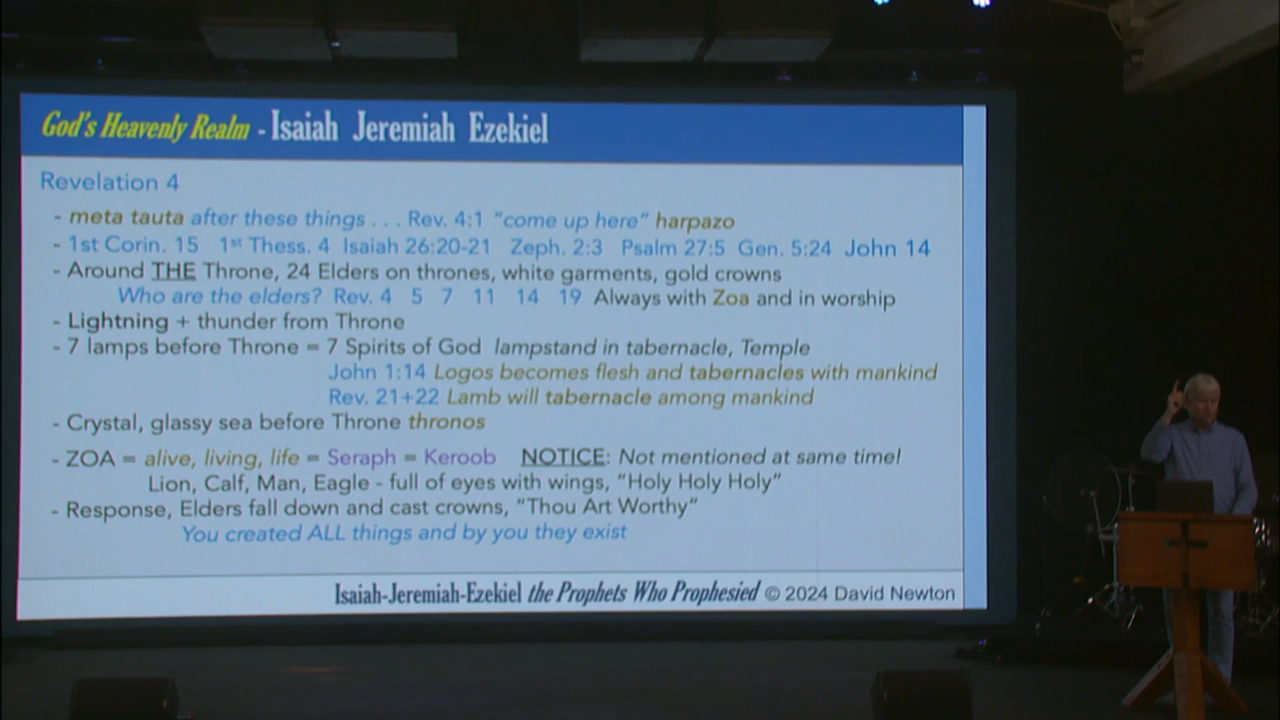 God's Heavenly Realm - Isaiah Jeremiah Ezekiel
Revelation 4
- meta tauta after these things . . . Rev. 4:1 "come up here" harpazo
- 1st Corin. 15 1st Thess. 4 Isaiah 26:20-21 Zeph. 2:3 Psalm 27:5 Gen. 5:24 John 14
- Around THE Throne, 24 Elders on thrones, white garments, gold crowns
Who are the elders? Rev. 4 5 7 11 14 19 Always with Zoa and in worship
- Lightning + thunder from Throne
- 7 lamps before Throne = 7 Spirits of God lampstand in tabernacle, Temple
John 1:14 Logos becomes flesh and tabernacles with mankind
Rev. 21+22 Lamb will tabernacle among mankind
- Crystal, glassy sea before Throne thronos
- ZOA = alive, living, life = Seraph = Keroob NOTICE: Not mentioned at same time!
Lion, Calf, Man, Eagle - full of eyes with wings, "Holy Holy Holy"
- Response, Elders fall down and cast crowns, "Thou Art Worthy"
You created ALL things and by you they exist
Isaiah-Jeremiah-Ezekiel the Prophets Who Prophesied © 2024 David Newton